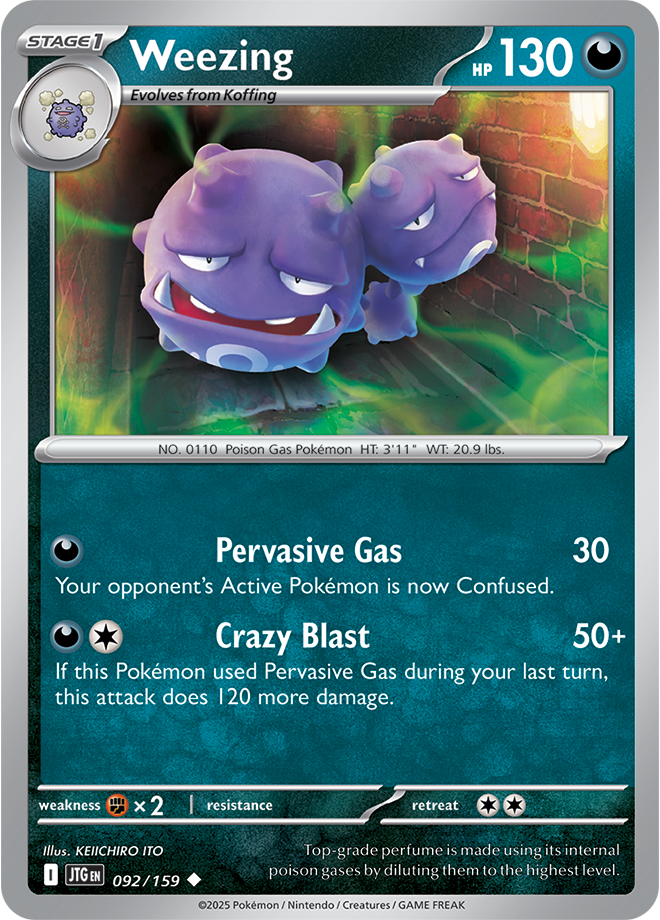 STAGE1
Weezing
HP 130
Evolves from Koffing
NO. 0110 Poison Gas Pokémon HT: 3'11" WT: 20.9 lbs.
Pervasive Gas 30
Your opponent's Active Pokémon is now Confused.
Crazy Blast 50+
If this Pokémon used Pervasive Gas during your last turn,
this attack does 120 more damage.
weakness ×2 resistance retreat
Illus. KEIICHIRO ITO
Top-grade perfume is made using its internal
poison gases by diluting them to the highest level.
I JTG EN 092/159
©2025 Pokémon / Nintendo / Creatures / GAME FREAK